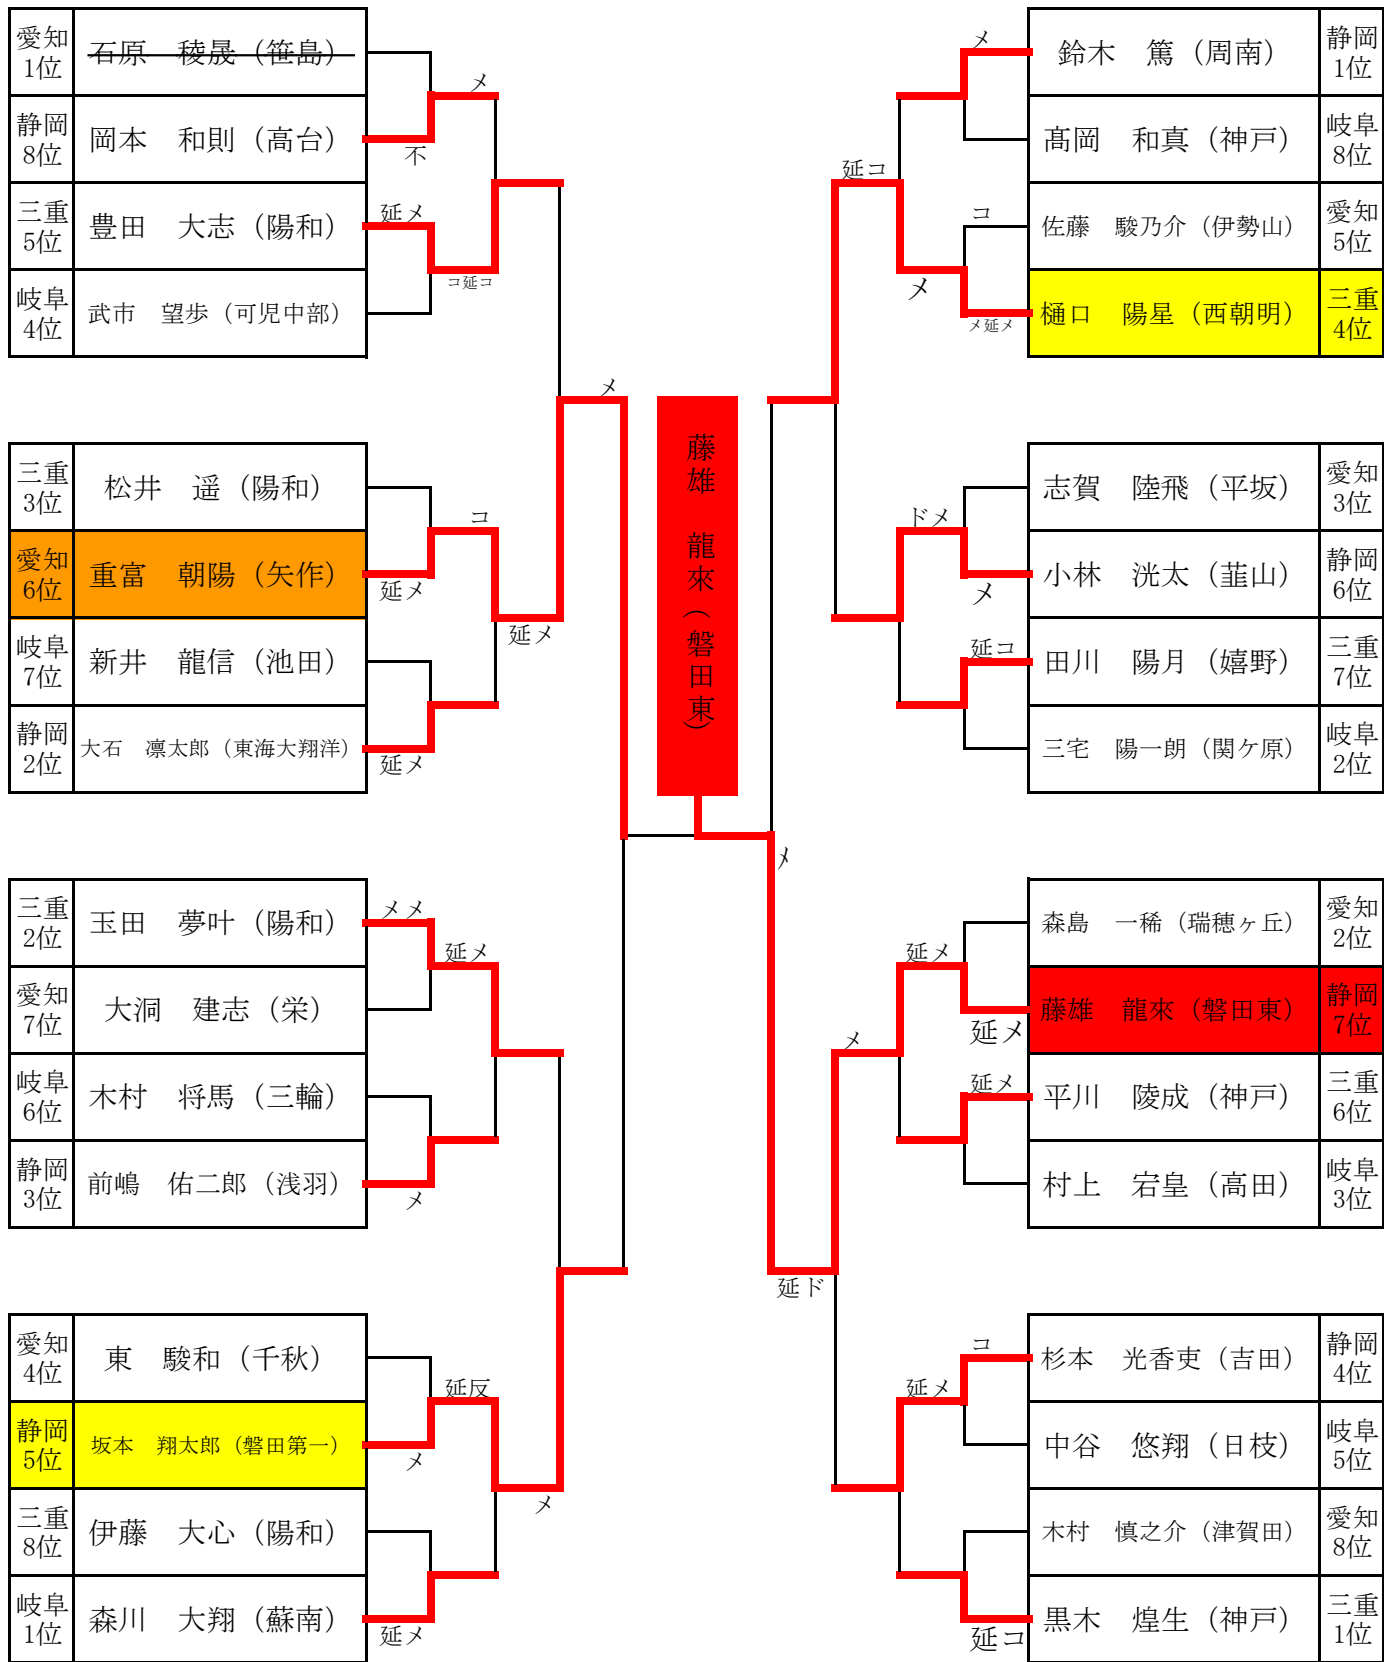 愛知
1位
石原　稜晟（笹島）
静岡
8位
岡本　和則（高台）
三重
5位
豊田　大志（陽和）
岐阜
4位
武市　望歩（可児中部）
メ
不
延メ
コ延コ
三重
3位
松井　遥（陽和）
愛知
6位
重富　朝陽（矢作）
岐阜
7位
新井　龍信（池田）
静岡
2位
大石　凛太郎（東海大翔洋）
コ
延メ
延メ
延メ
メ
三重
2位
玉田　夢叶（陽和）
愛知
7位
大洞　建志（栄）
岐阜
6位
木村　将馬（三輪）
静岡
3位
前嶋　佑二郎（浅羽）
メメ
延メ
メ
愛知
4位
東　駿和（千秋）
静岡
5位
坂本　翔太郎（磐田第一）
三重
8位
伊藤　大心（陽和）
岐阜
1位
森川　大翔（蘇南）
延反
メ
メ
延メ
藤雄　龍來（磐田東）
メ
鈴木　篤（周南）
静岡
1位
髙岡　和真（神戸）
岐阜
8位
佐藤　駿乃介（伊勢山）
愛知
5位
樋口　陽星（西朝明）
三重
4位
メ
延コ
コ
メ
メ延メ
志賀　陸飛（平坂）
愛知
3位
小林　洸太（韮山）
静岡
6位
田川　陽月（嬉野）
三重
7位
三宅　陽一朗（関ケ原）
岐阜
2位
ドメ
メ
延コ
森島　一稀（瑞穂ヶ丘）
愛知
2位
藤雄　龍來（磐田東）
静岡
7位
平川　陵成（神戸）
三重
6位
村上　宕皇（高田）
岐阜
3位
延メ
延メ
メ
延メ
延ド
杉本　光香吏（吉田）
静岡
4位
中谷　悠翔（日枝）
岐阜
5位
木村　慎之介（津賀田）
愛知
8位
黒木　煌生（神戸）
三重
1位
コ
延メ
延コ